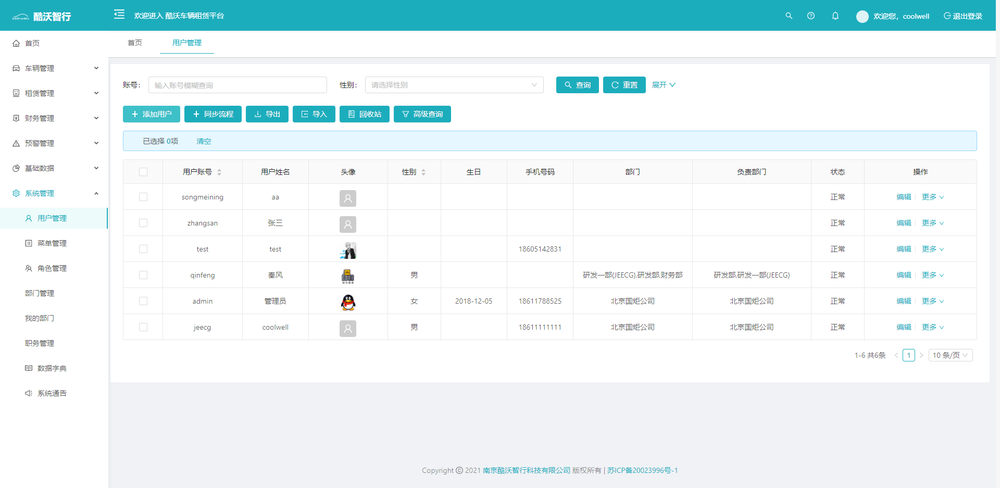 COOLWELL 酷沃智行
欢迎进入 酷沃车辆租赁平台
欢迎您，coolwell
退出登录
首页
车辆管理
租赁管理
财务管理
预警管理
基础数据
系统管理
用户管理
菜单管理
角色管理
部门管理
我的部门
职务管理
数据字典
系统通告
首页 用户管理
账号： 输入账号模糊查询 性别： 请选择性别 查询 重置 展开
添加用户 同步流程 导出 导入 回收站 高级查询
已选择 0项 清空
用户账号 用户姓名 头像 性别 生日 手机号码 部门 负责部门 状态 操作
songmeining aa 正常 编辑 更多
zhangsan 张三 正常 编辑 更多
test test 18605142831 正常 编辑 更多
qinfeng 秦风 男 研发一部(JEECG),研发部,财务部 研发部,研发一部(JEECG) 正常 编辑 更多
admin 管理员 女 2018-12-05 18611788525 北京国炬公司 北京国炬公司 正常 编辑 更多
jeecg coolwell 男 18611111111 北京国炬公司 北京国炬公司 正常 编辑 更多
1-6 共6条 < 1 > 10 条/页
Copyright © 2021 南京酷沃智行科技有限公司 版权所有 | 苏ICP备20023996号-1